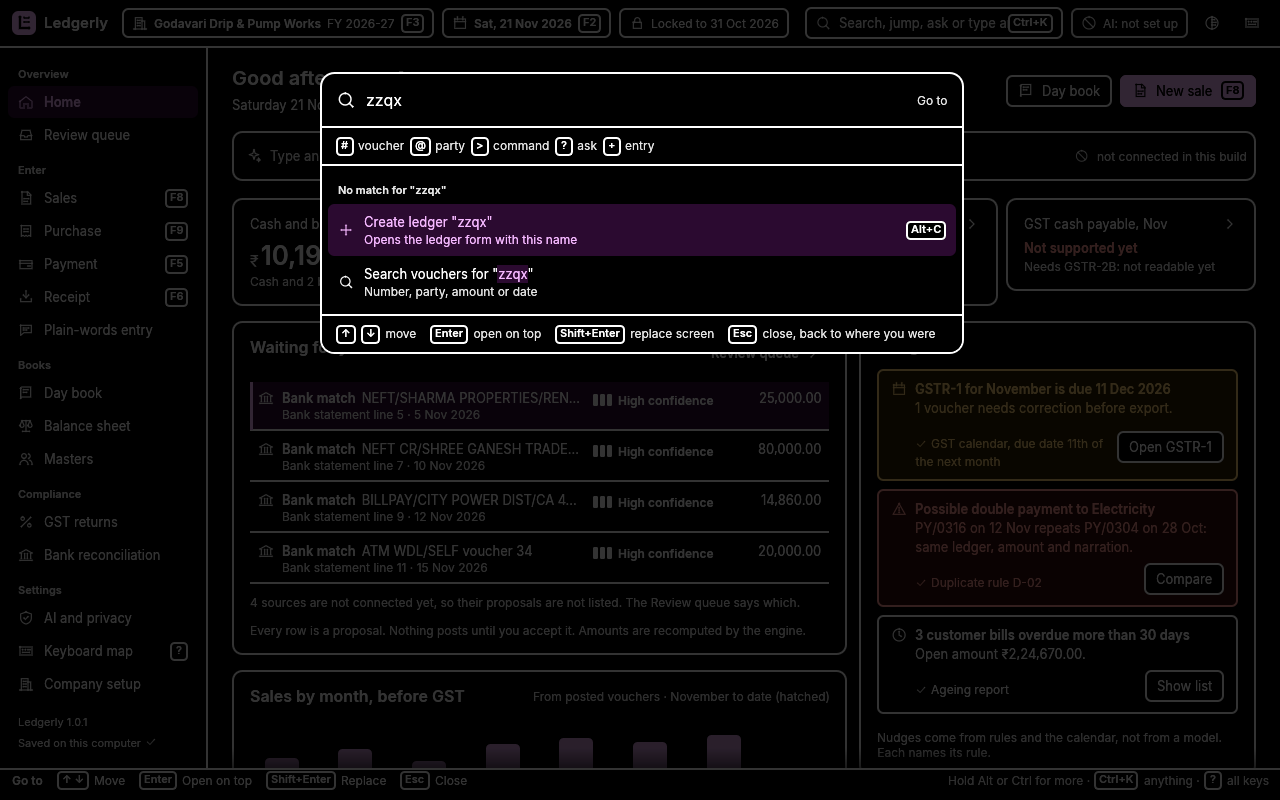 Ledgerly
Godavari Drip & Pump Works FY 2026-27 F3
Sat, 21 Nov 2026 F2
Locked to 31 Oct 2026
Search, jump, ask or type a Ctrl+K
AI: not set up
Overview
Home
Review queue
Enter
Sales F8
Purchase F9
Payment F5
Receipt F6
Plain-words entry
Books
Day book
Balance sheet
Masters
Compliance
GST returns
Bank reconciliation
Settings
AI and privacy
Keyboard map ?
Company setup
Ledgerly 1.0.1
Saved on this computer
Good
Saturday 21
Day book
New sale F8
zzqx
Go to
# voucher @ party > command ? ask + entry
No match for "zzqx"
Create ledger "zzqx"
Opens the ledger form with this name
Alt+C
Search vouchers for "zzqx"
Number, party, amount or date
↑ ↓ move Enter open on top Shift+Enter replace screen Esc close, back to where you were
Type
not connected in this build
Cash and
₹10,19
Cash and 2
GST cash payable, Nov
Not supported yet
Needs GSTR-2B: not readable yet
Waiting
Review queue
Bank match NEFT/SHARMA PROPERTIES/REN... High confidence 25,000.00
Bank statement line 5 · 5 Nov 2026
Bank match NEFT CR/SHREE GANESH TRADE... High confidence 80,000.00
Bank statement line 7 · 10 Nov 2026
Bank match BILLPAY/CITY POWER DIST/CA 4... High confidence 14,860.00
Bank statement line 9 · 12 Nov 2026
Bank match ATM WDL/SELF voucher 34 High confidence 20,000.00
Bank statement line 11 · 15 Nov 2026
4 sources are not connected yet, so their proposals are not listed. The Review queue says which.
Every row is a proposal. Nothing posts until you accept it. Amounts are recomputed by the engine.
Sales by month, before GST
From posted vouchers · November to date (hatched)
GSTR-1 for November is due 11 Dec 2026
1 voucher needs correction before export.
✓ GST calendar, due date 11th of
the next month
Open GSTR-1
Possible double payment to Electricity
PY/0316 on 12 Nov repeats PY/0304 on 28 Oct:
same ledger, amount and narration.
✓ Duplicate rule D-02
Compare
3 customer bills overdue more than 30 days
Open amount ₹2,24,670.00.
✓ Ageing report
Show list
Nudges come from rules and the calendar, not from a model.
Each names its rule.
Go to ↑↓ Move Enter Open on top Shift+Enter Replace Esc Close
Hold Alt or Ctrl for more · Ctrl+K anything · ? all keys